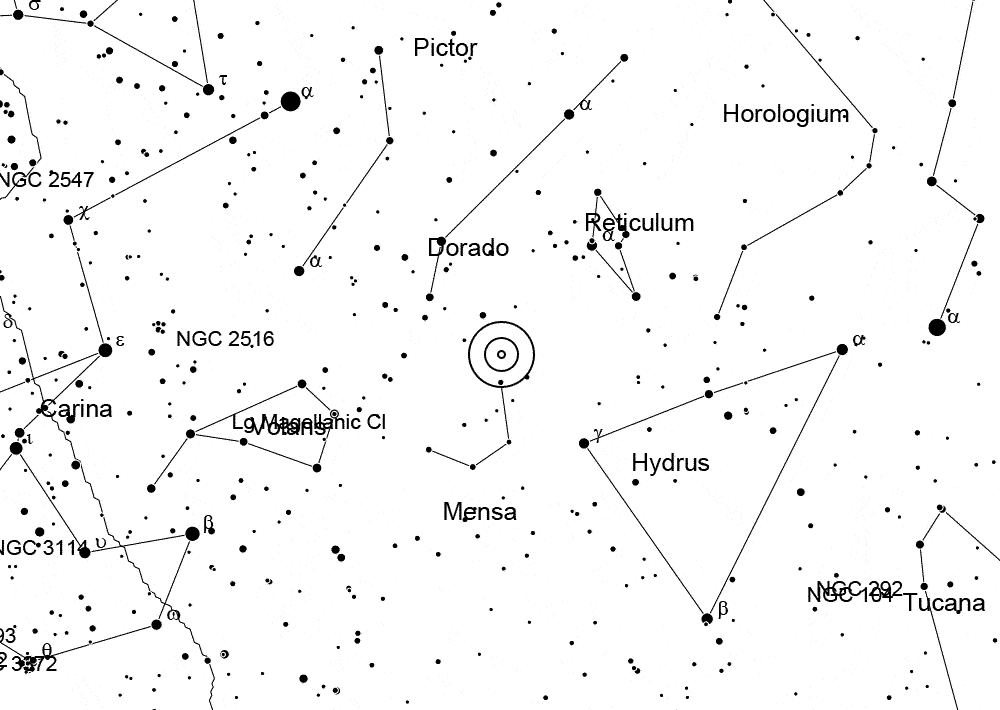 σ
Pictor
τ
α
α
Horologium
NGC 2547
χ
Reticulum
α
Dorado
α
α
δ
ε
NGC 2516
α
Carina
Lg Magellanic Cl
Volans
ι
γ
Hydrus
Mensa
β
NGC 3114
υ
NGC 292
NGC 104
Tucana
ω
β
93
θ
2
3372